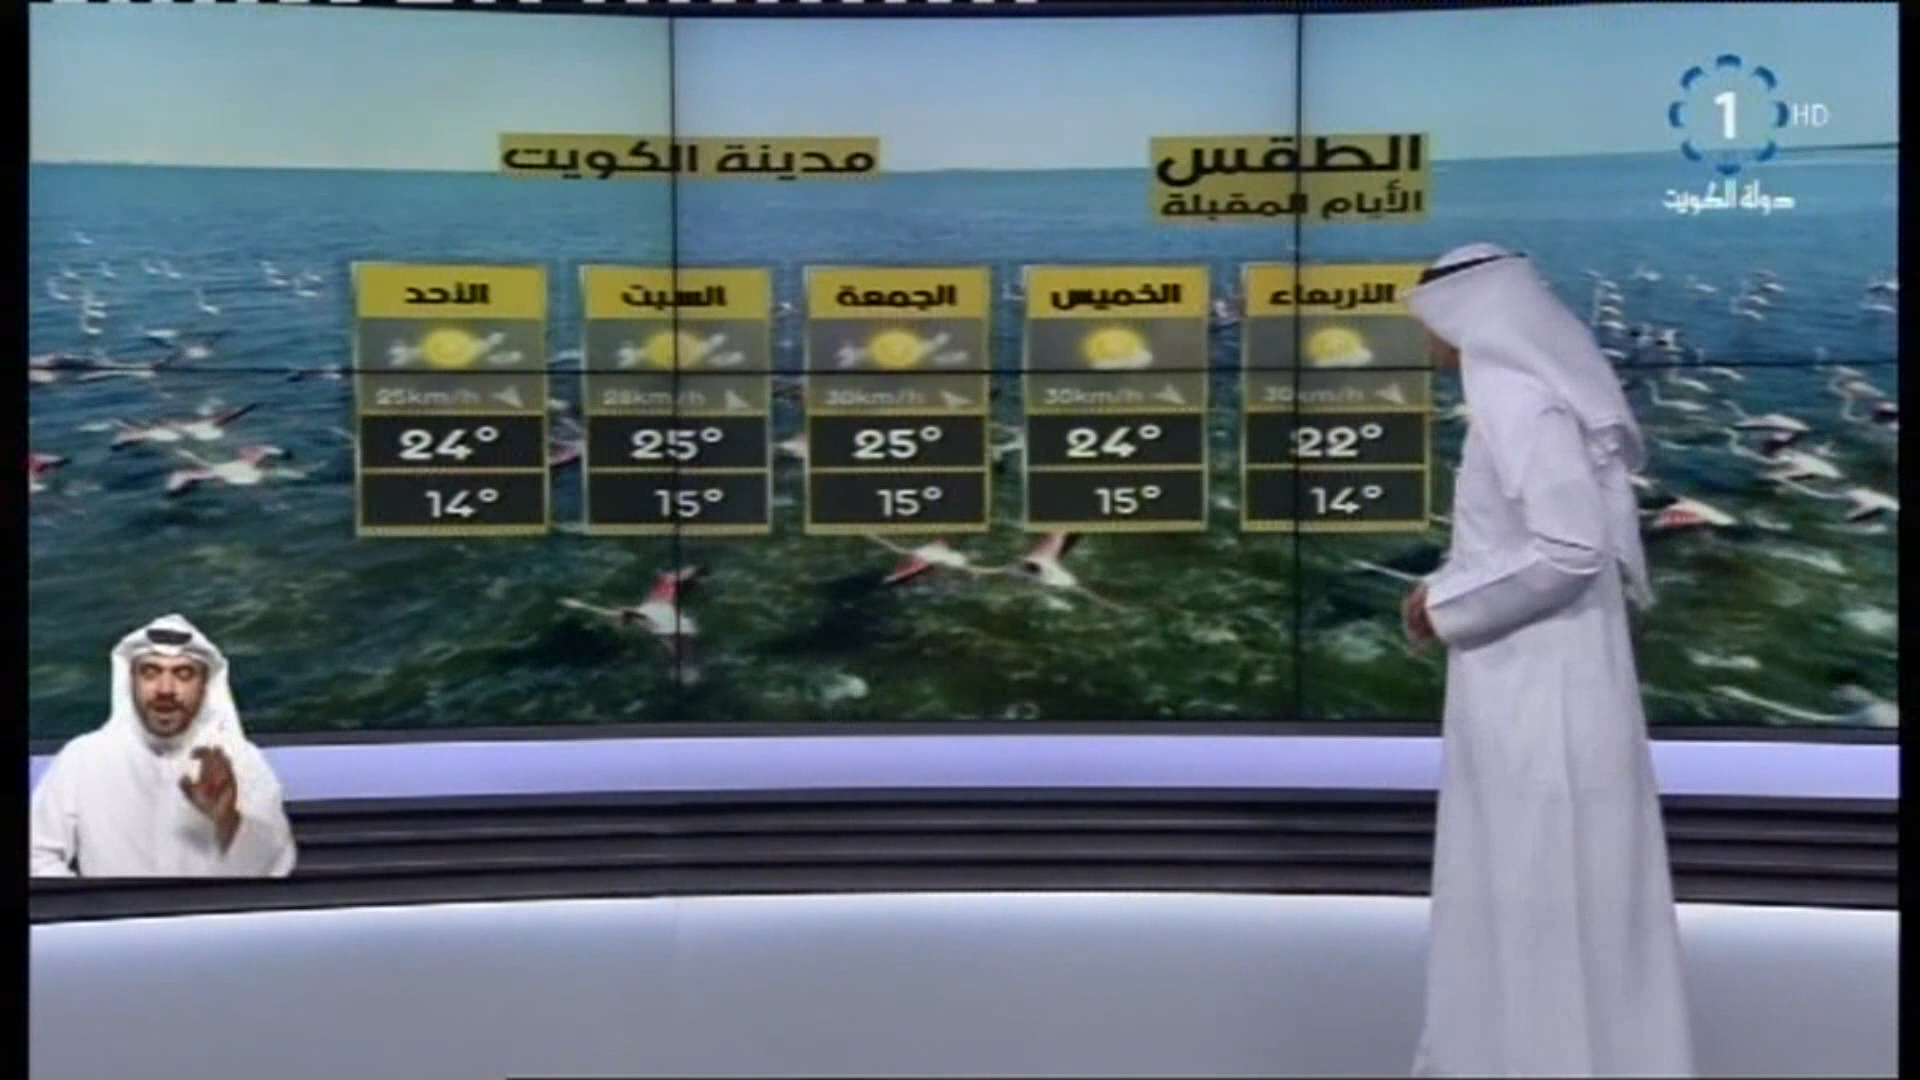 1 HD
دولة الكويت
الطقس
الأيام المقبلة
مدينة الكويت
الأربعاء
الخميس
الجمعة
السبت
الأحد
30km/h
30km/h
25km/h
22°
24°
25°
25°
24°
14°
15°
15°
15°
14°